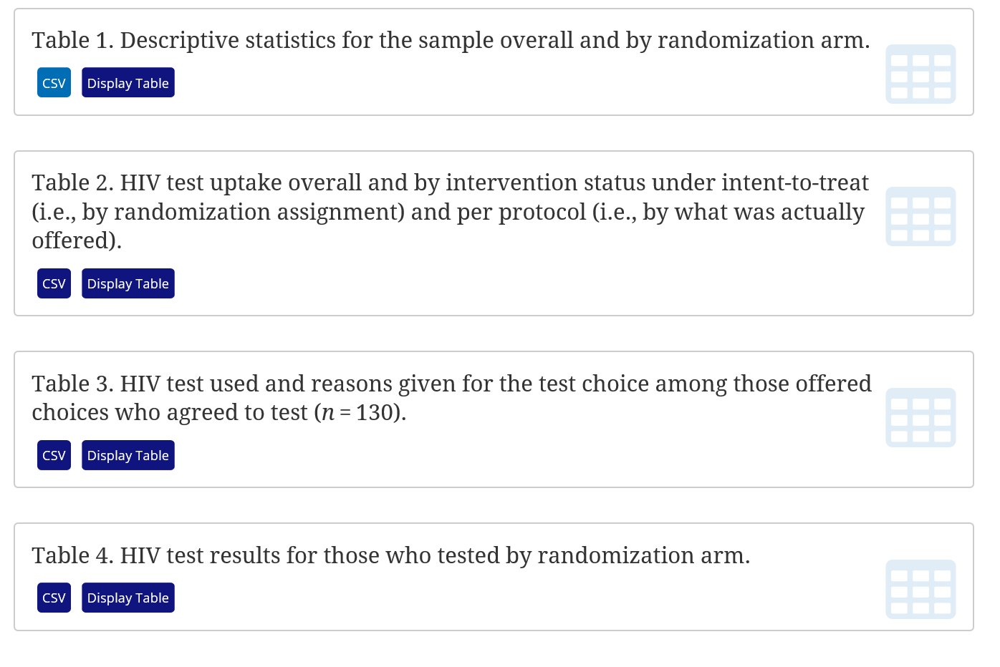 Table 1. Descriptive statistics for the sample overall and by randomization arm.
CSV Display Table
Table 2. HIV test uptake overall and by intervention status under intent-to-treat
(i.e., by randomization assignment) and per protocol (i.e., by what was actually
offered).
CSV Display Table
Table 3. HIV test used and reasons given for the test choice among those offered
choices who agreed to test (n = 130).
CSV Display Table
Table 4. HIV test results for those who tested by randomization arm.
CSV Display Table